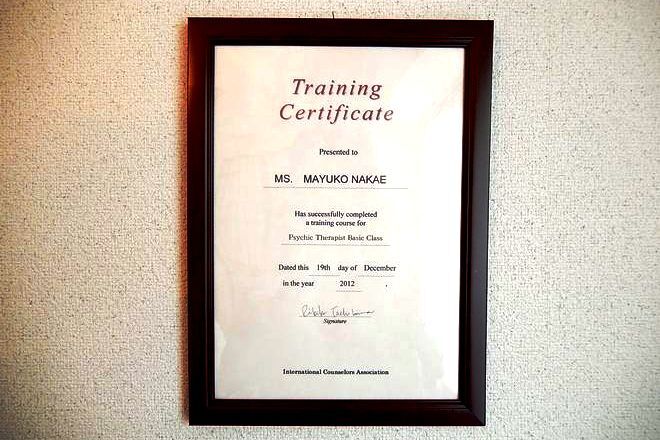 Training
Certificate
Presented to
MS. MAYUKO NAKAE
Has successfully completed
a training course for
Psychic Therapist Basic Class
Dated this 19th day of December
in the year 2012 .
Signature
International Counselors Association